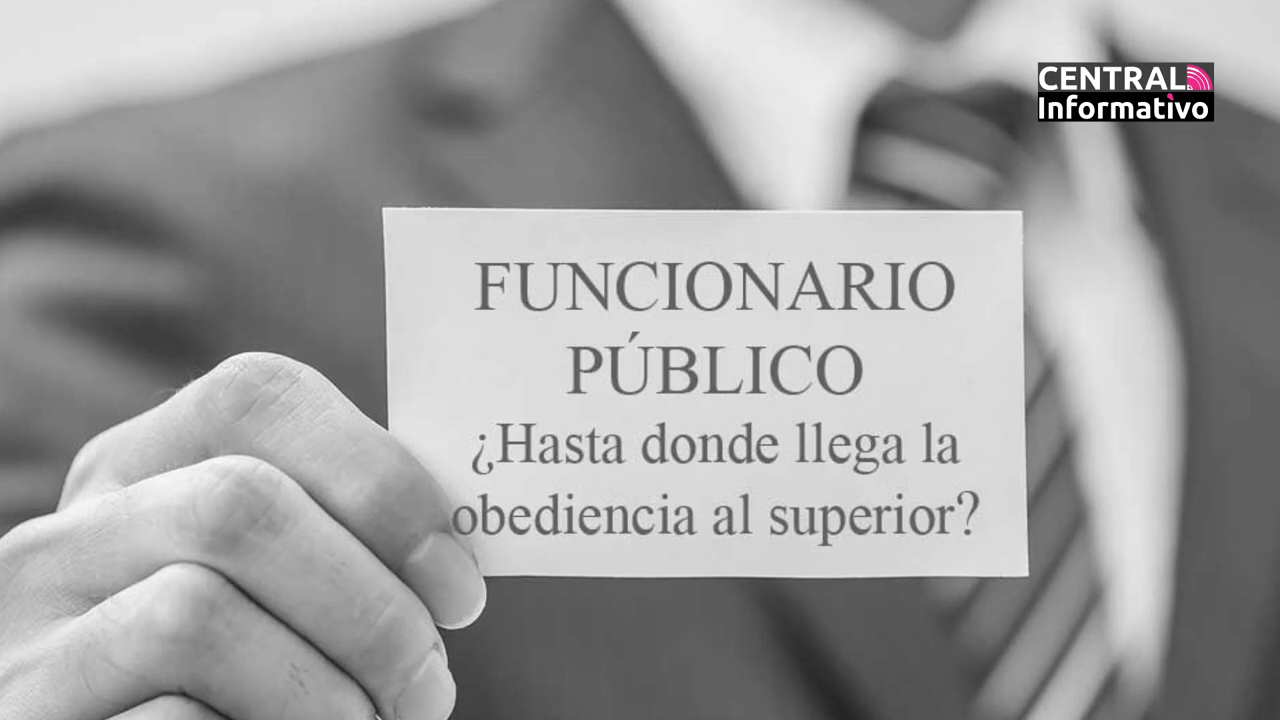 CENTRAL
Informativo
FUNCIONARIO
PÚBLICO
¿Hasta donde llega la
obediencia al superior?